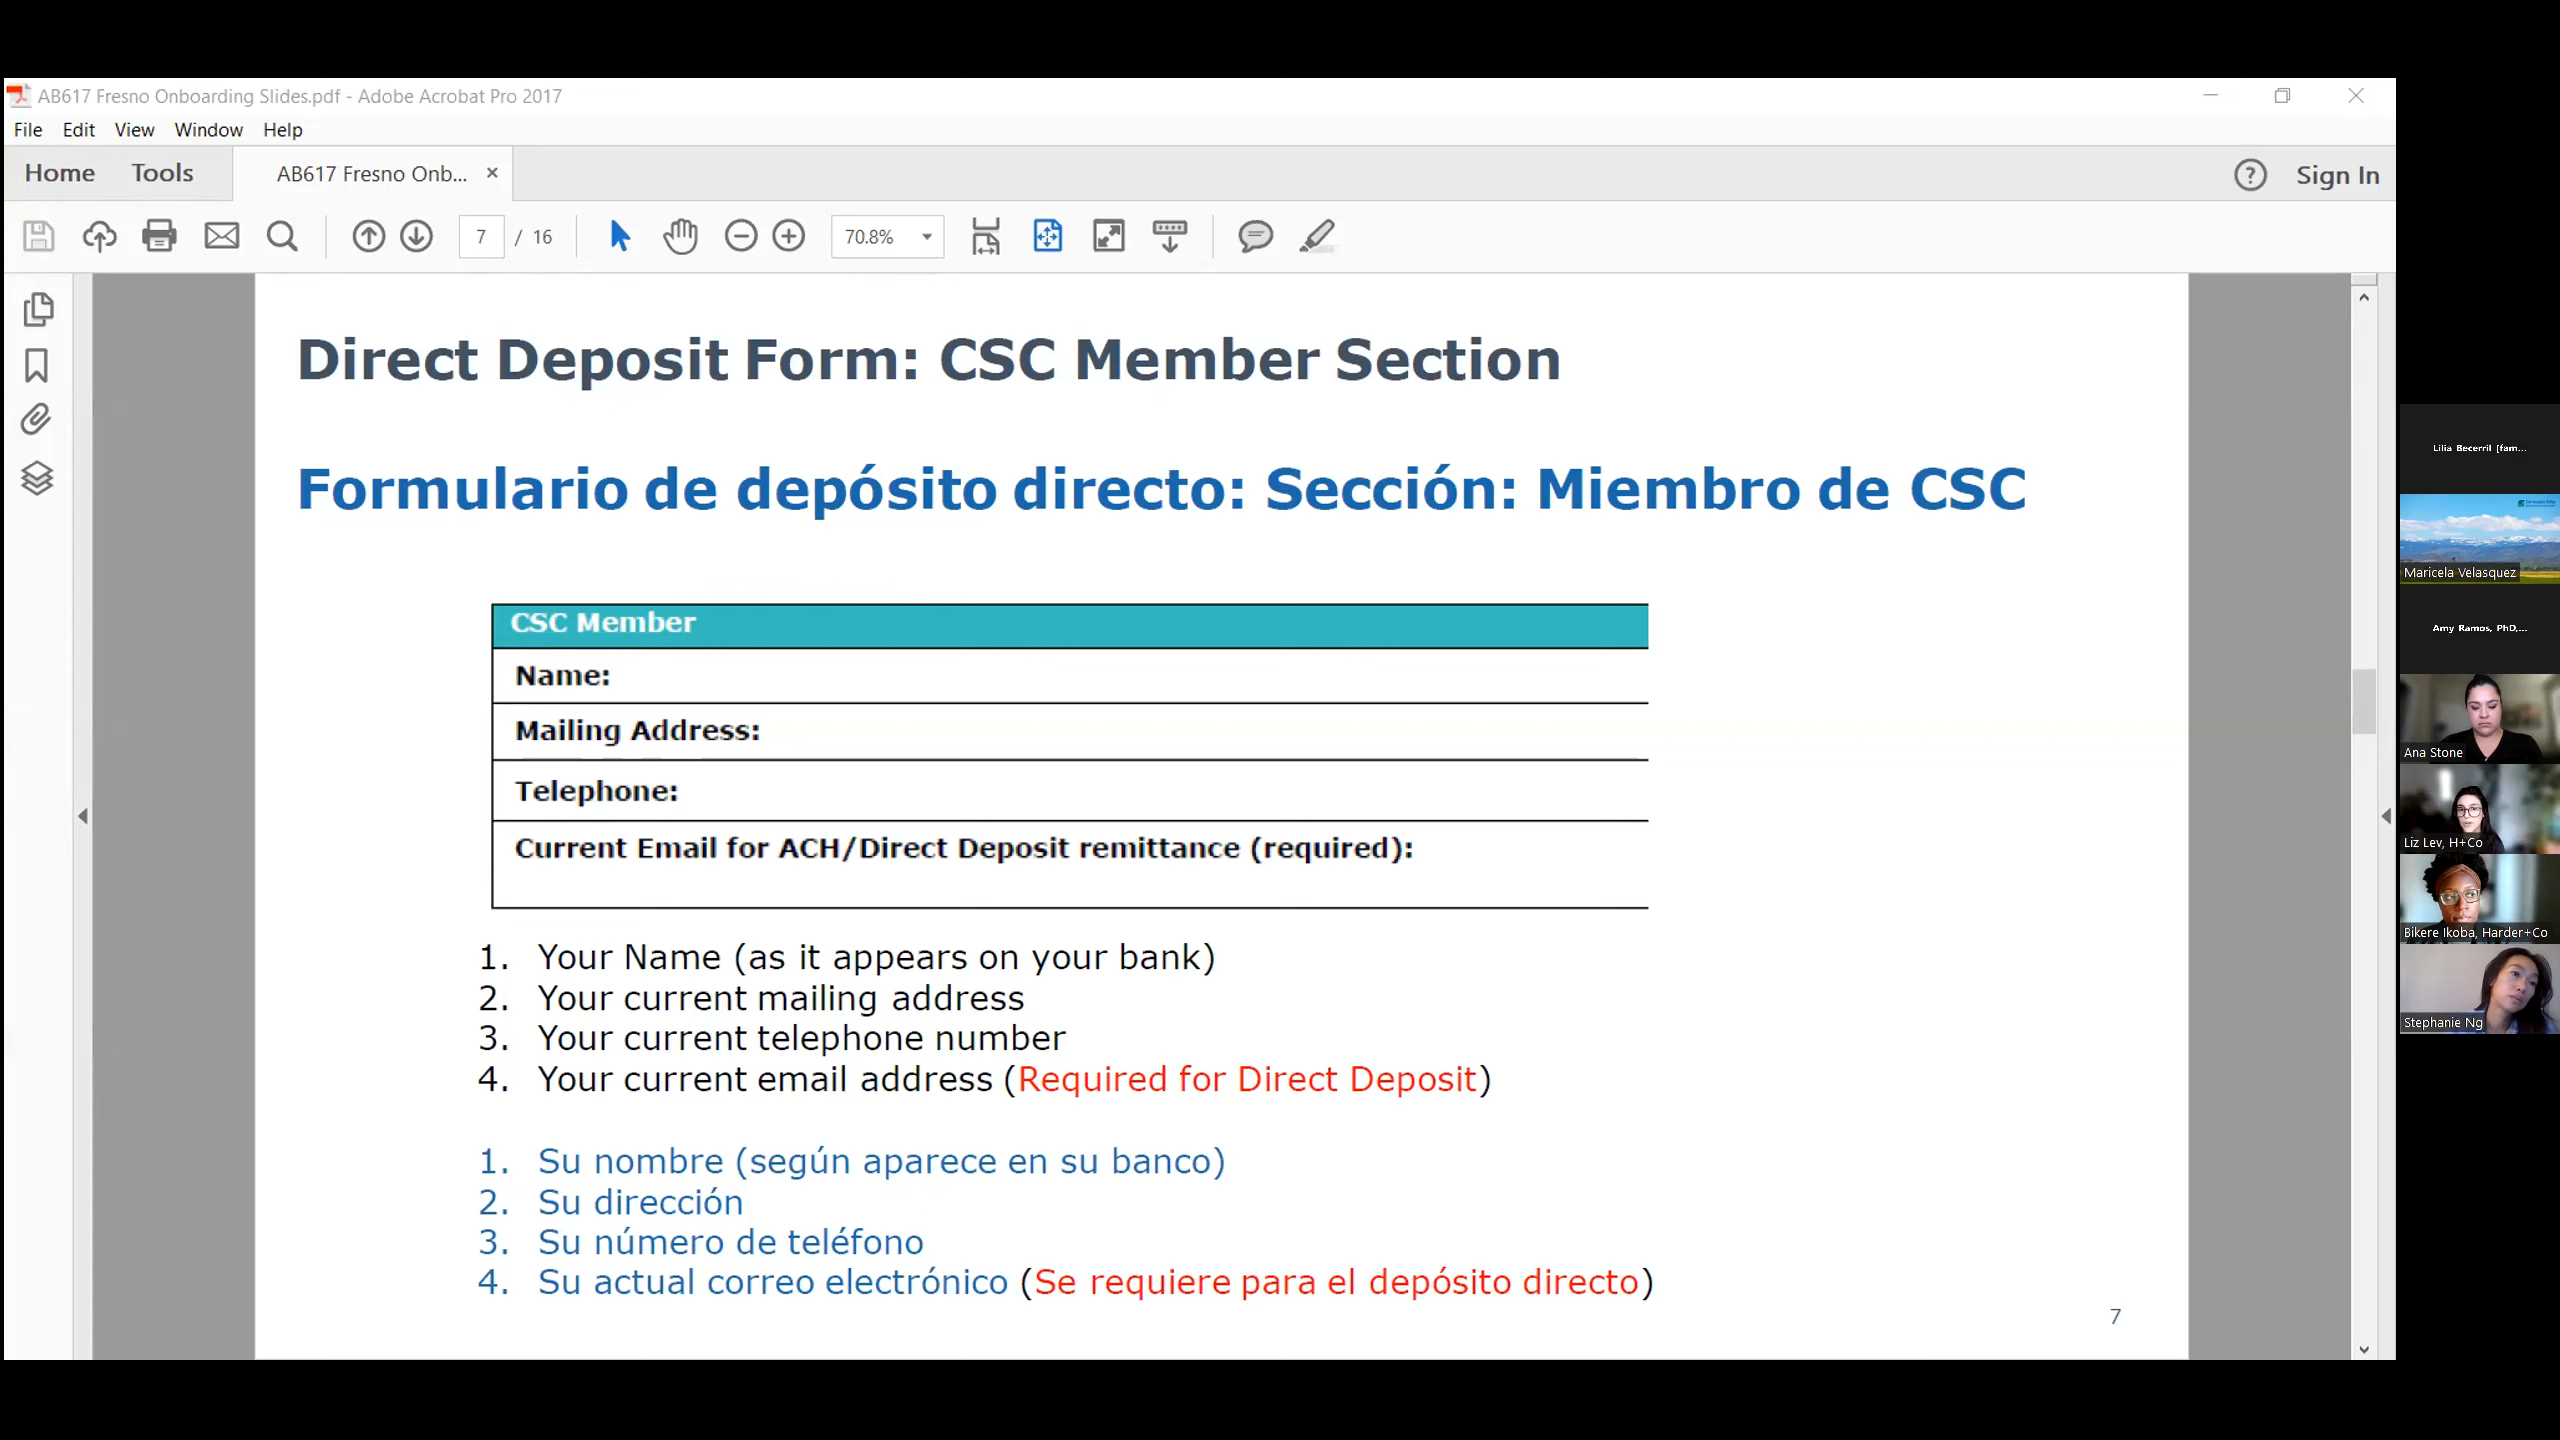 AB617 Fresno Onboarding Slides.pdf - Adobe Acrobat Pro 2017
File Edit View Window Help
Home Tools AB617 Fresno Onb... × Sign In
7 / 16 70.8%
Direct Deposit Form: CSC Member Section
Formulario de depósito directo: Sección: Miembro de CSC
CSC Member
Name:
Mailing Address:
Telephone:
Current Email for ACH/Direct Deposit remittance (required):
1. Your Name (as it appears on your bank)
2. Your current mailing address
3. Your current telephone number
4. Your current email address (Required for Direct Deposit)
1. Su nombre (según aparece en su banco)
2. Su dirección
3. Su número de teléfono
4. Su actual correo electrónico (Se requiere para el depósito directo)
7
Lilia Becerril (fam...
Maricela Velasquez
Amy Ramos, PhD,...
Ana Stone
Liz Lev, H+Co
Bikere Ikoba, Harder+Co
Stephanie Ng